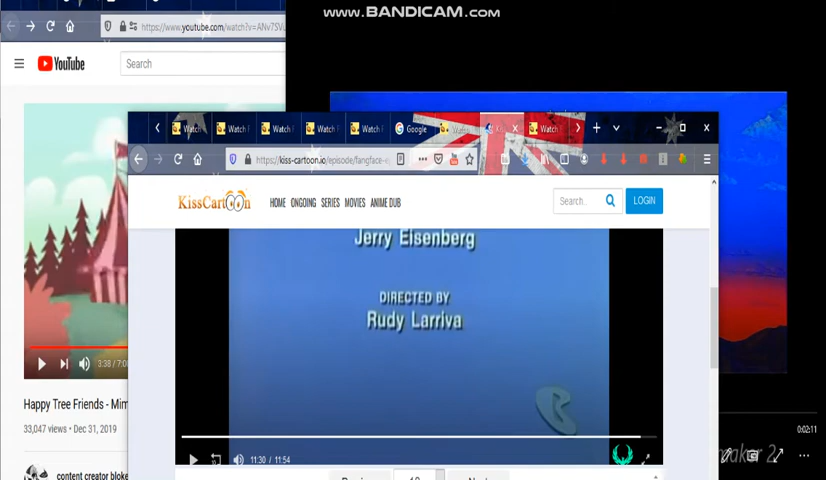 www.BANDICAM.com
https://www.youtube.com/watch?v=ANv7SV
YouTube
Search
Watch
Watch
Watch
Watch
Watch
Google
Watch
https://kiss-cartoon.io/episode/fangface-e
KissCartoon
HOME ONGOING SERIES MOVIES ANIME DUB
Search..
LOGIN
Jerry Eisenberg
DIRECTED BY
Rudy Larriva
3:38 / 7:0
11:30 / 11:54
0:02:11
Happy Tree Friends - Mim
33,047 views • Dec 31, 2019
content creator bloke